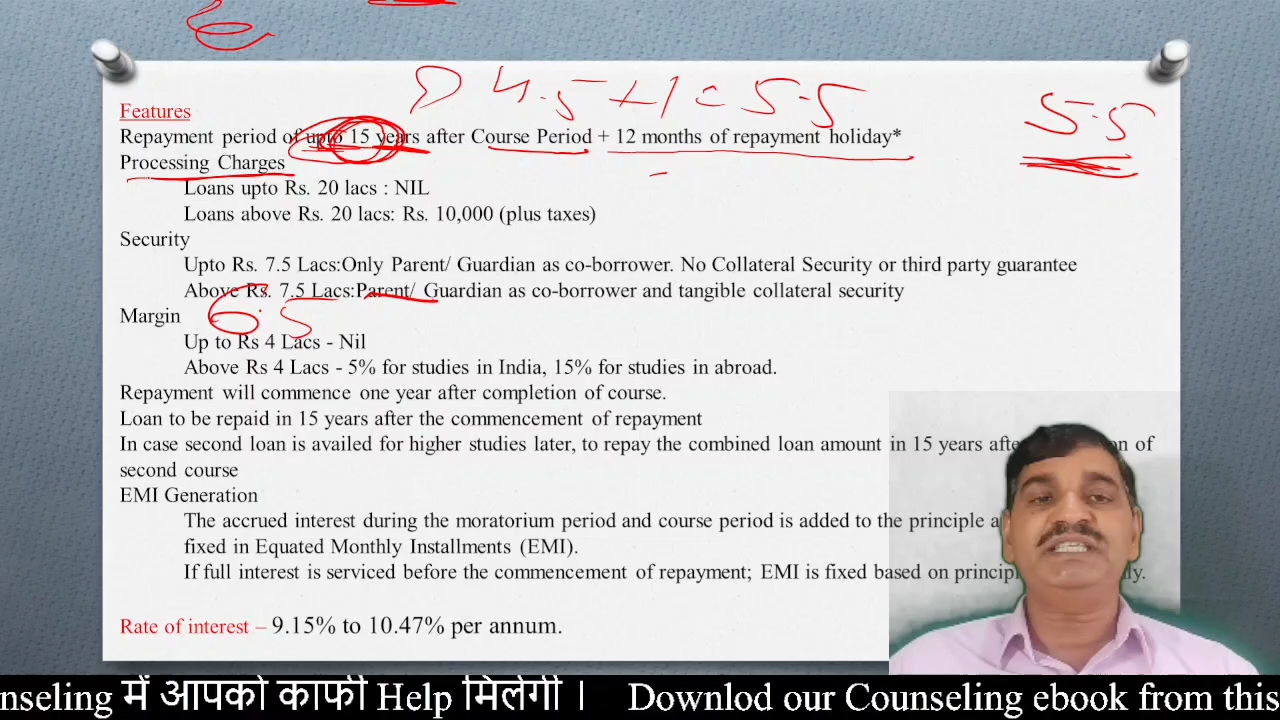 4.5 + 1 = 5.5
5.5
Features
Repayment period of upto 15 years after Course Period + 12 months of repayment holiday*
Processing Charges
Loans upto Rs. 20 lacs : NIL
Loans above Rs. 20 lacs: Rs. 10,000 (plus taxes)
Security
Upto Rs. 7.5 Lacs:Only Parent/ Guardian as co-borrower. No Collateral Security or third party guarantee
Above Rs. 7.5 Lacs:Parent/ Guardian as co-borrower and tangible collateral security
Margin
6.5
Up to Rs 4 Lacs - Nil
Above Rs 4 Lacs - 5% for studies in India, 15% for studies in abroad.
Repayment will commence one year after completion of course.
Loan to be repaid in 15 years after the commencement of repayment
In case second loan is availed for higher studies later, to repay the combined loan amount in 15 years of
second course
EMI Generation
The accrued interest during the moratorium period and course period is added to the principle
fixed in Equated Monthly Installments (EMI).
If full interest is serviced before the commencement of repayment; EMI is fixed based on
Rate of interest – 9.15% to 10.47% per annum.
nseling में आपको काफी Help मिलेगी । Downlod our Counseling ebook from this